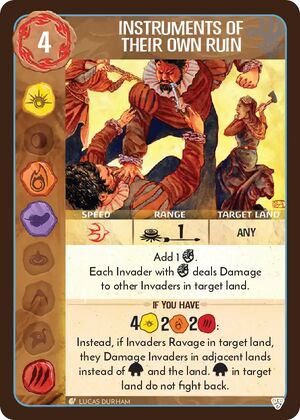 4
INSTRUMENTS OF
THEIR OWN RUIN
SPEED RANGE TARGET LAND
1 ANY
Add 1 .
Each Invader with deals Damage
to other Invaders in target land.
IF YOU HAVE
4 2 2 :
Instead, if Invaders Ravage in target land,
they Damage Invaders in adjacent lands
instead of and the land. in target
land do not fight back.
LUCAS DURHAM